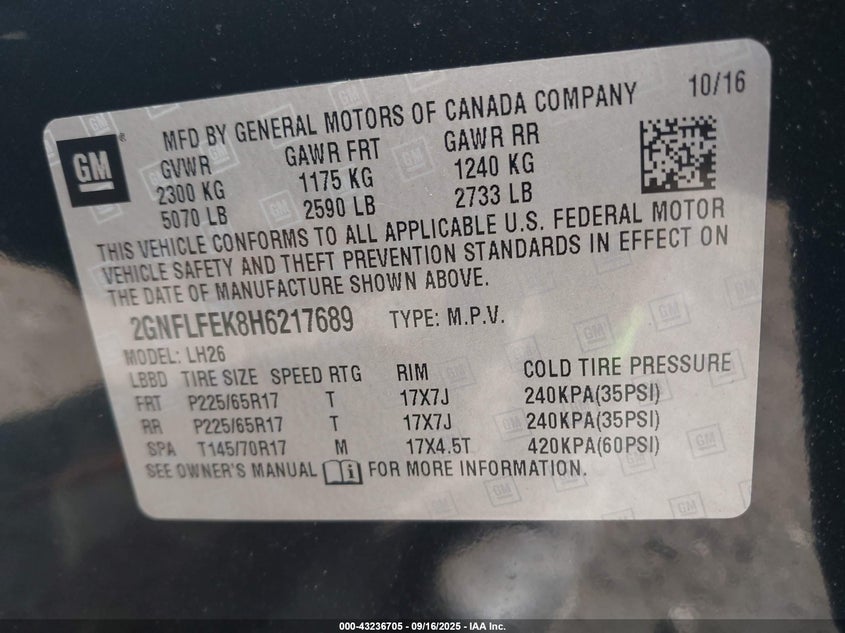 10/16
MFD BY GENERAL MOTORS OF CANADA COMPANY
GM
GVWR GAWR FRT GAWR RR
2300 KG 1175 KG 1240 KG
5070 LB 2590 LB 2733 LB
THIS VEHICLE CONFORMS TO ALL APPLICABLE U.S. FEDERAL MOTOR
VEHICLE SAFETY AND THEFT PREVENTION STANDARDS IN EFFECT ON
THE DATE OF MANUFACTURE SHOWN ABOVE.
2GNFLFEK8H6217689 TYPE: M.P.V.
MODEL: LH26
LBBD TIRE SIZE SPEED RTG RIM COLD TIRE PRESSURE
FRT P225/65R17 T 17X7J 240KPA(35PSI)
RR P225/65R17 T 17X7J 240KPA(35PSI)
SPA T145/70R17 M 17X4.5T 420KPA(60PSI)
SEE OWNER'S MANUAL FOR MORE INFORMATION.
000-43236705 - 09/16/2025 - IAA Inc.